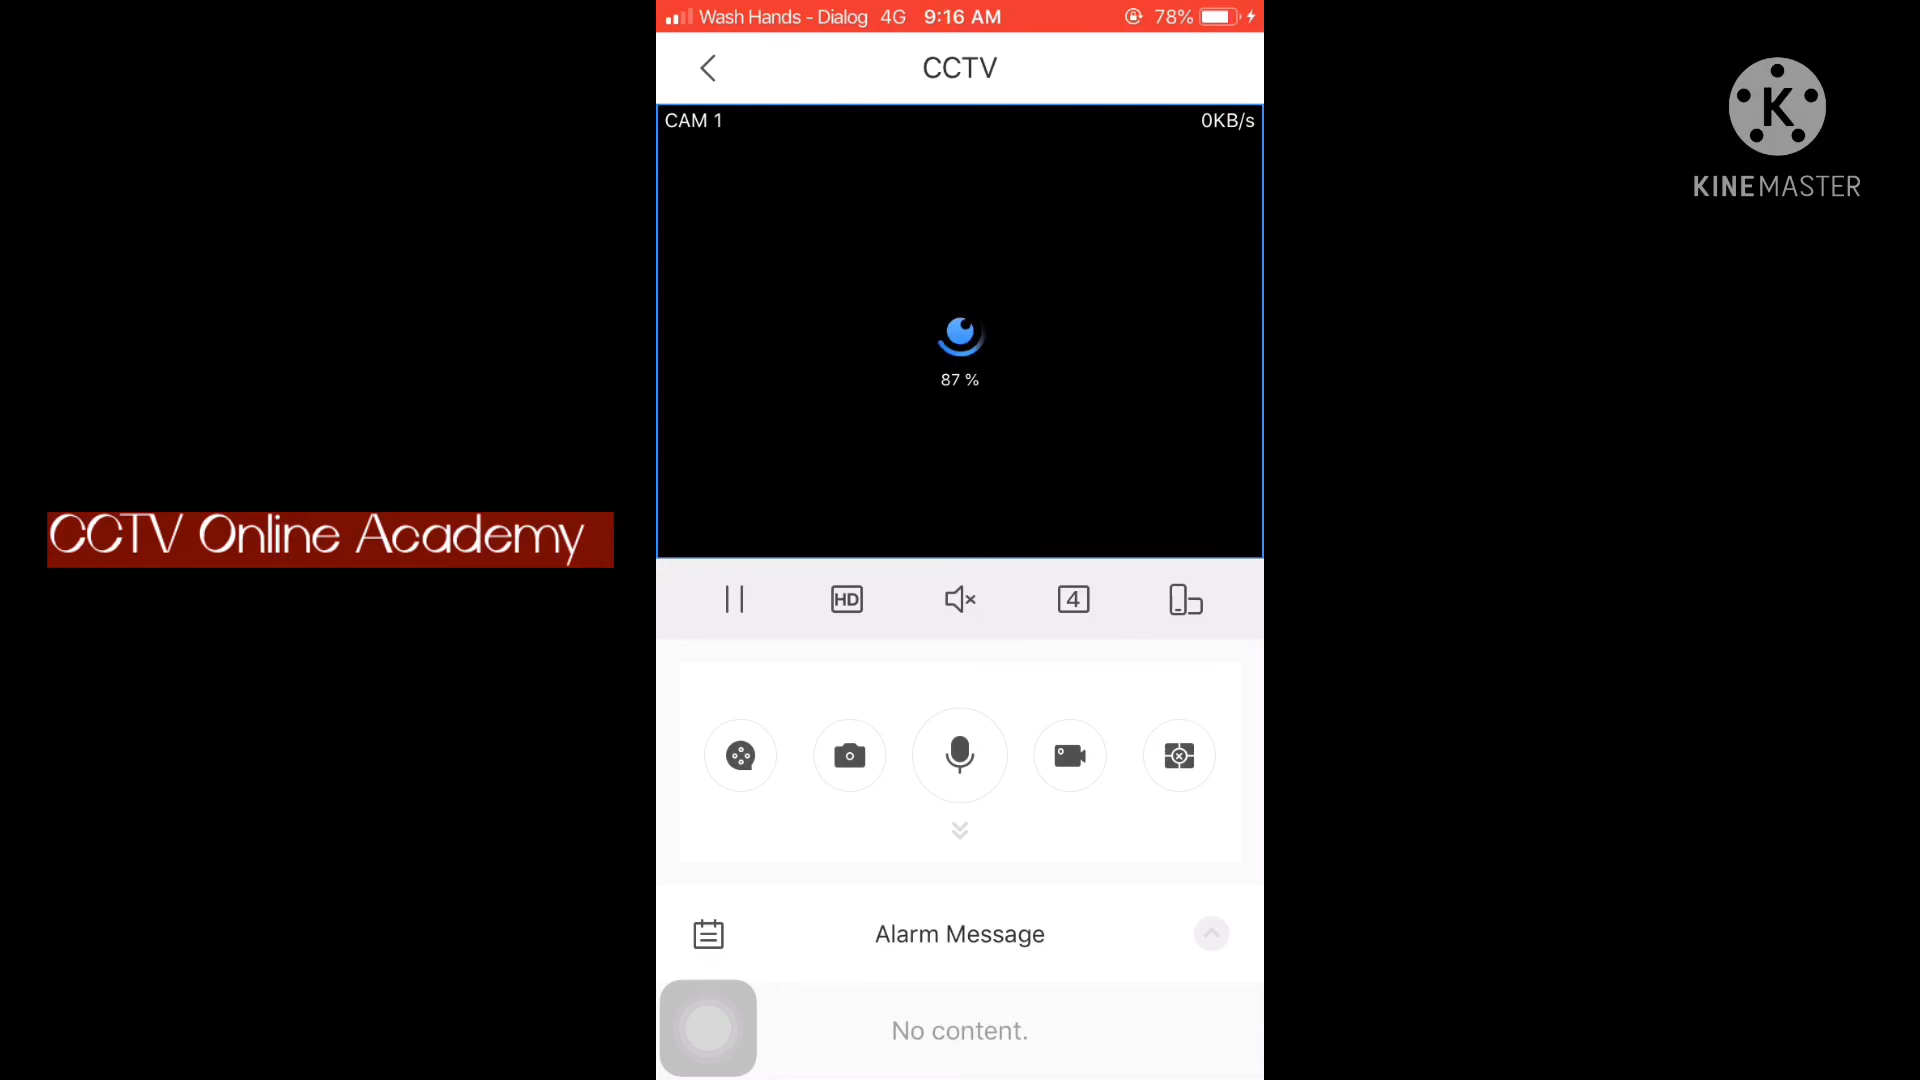 Wash Hands - Dialog 4G 9:16 AM 78%
CCTV
CAM 1 0KB/s
K
KINEMASTER
87 %
CCTV Online Academy
HD 4
Alarm Message
No content.